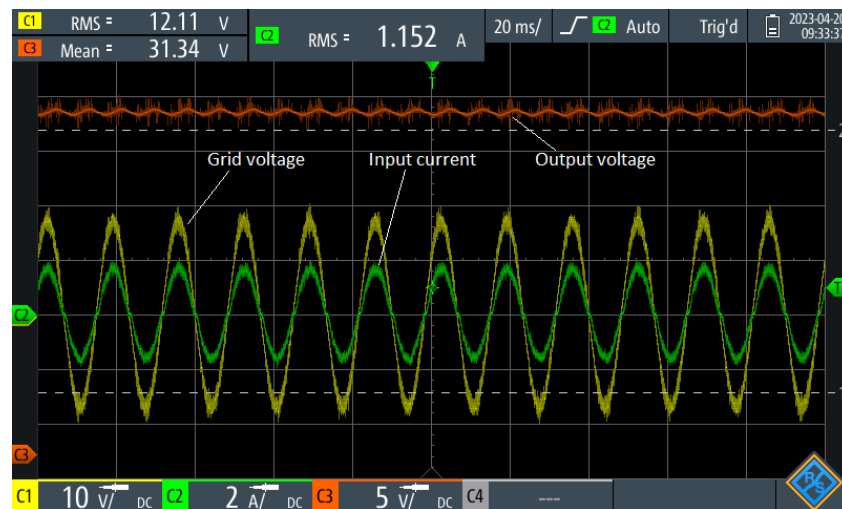 C1 RMS = 12.11 V
C3 Mean = 31.34 V
C2 RMS = 1.152 A
20 ms/ C2 Auto Trig'd
2023-04-20
09:33:37
T
2
Grid voltage Input current Output voltage
C2 T
1
C3
C1 10 V/ DC C2 2 A/ DC C3 5 V/ DC C4 ---
R&S